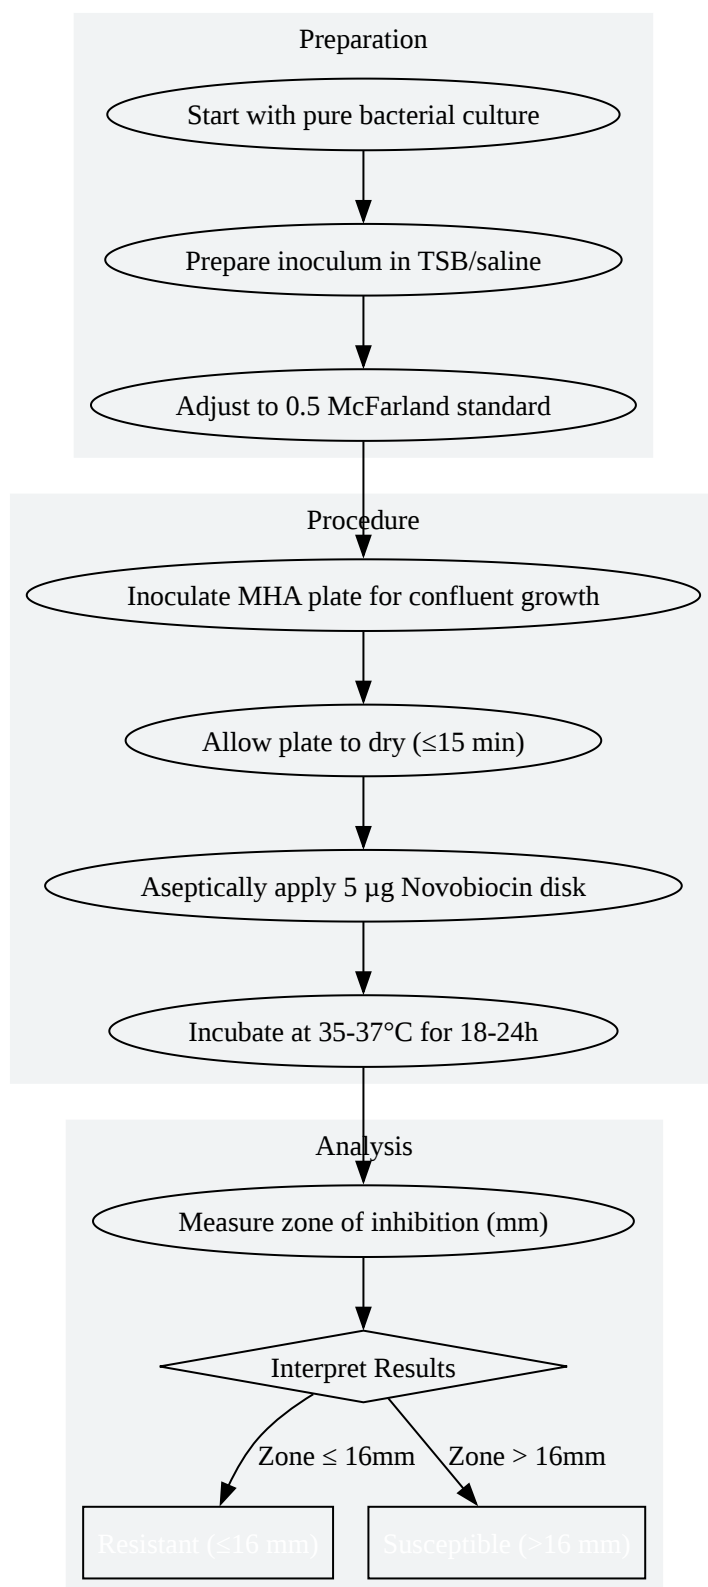 Preparation
Start with pure bacterial culture
Prepare inoculum in TSB/saline
Adjust to 0.5 McFarland standard
Procedure
Inoculate MHA plate for confluent growth
Allow plate to dry (≤15 min)
Aseptically apply 5 µg Novobiocin disk
Incubate at 35-37°C for 18-24h
Analysis
Measure zone of inhibition (mm)
Interpret Results
Zone ≤ 16mm
Zone > 16mm
Resistant (≤16 mm)
Susceptible (>16 mm)